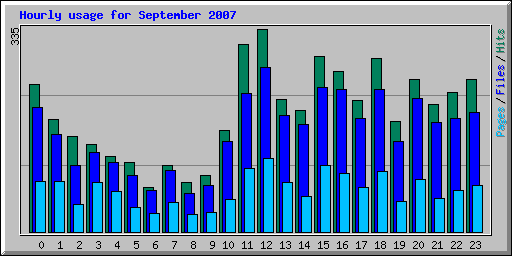 Hourly usage for September 2007
335
Pages / Files / Hits
0 1 2 3 4 5 6 7 8 9 10 11 12 13 14 15 16 17 18 19 20 21 22 23